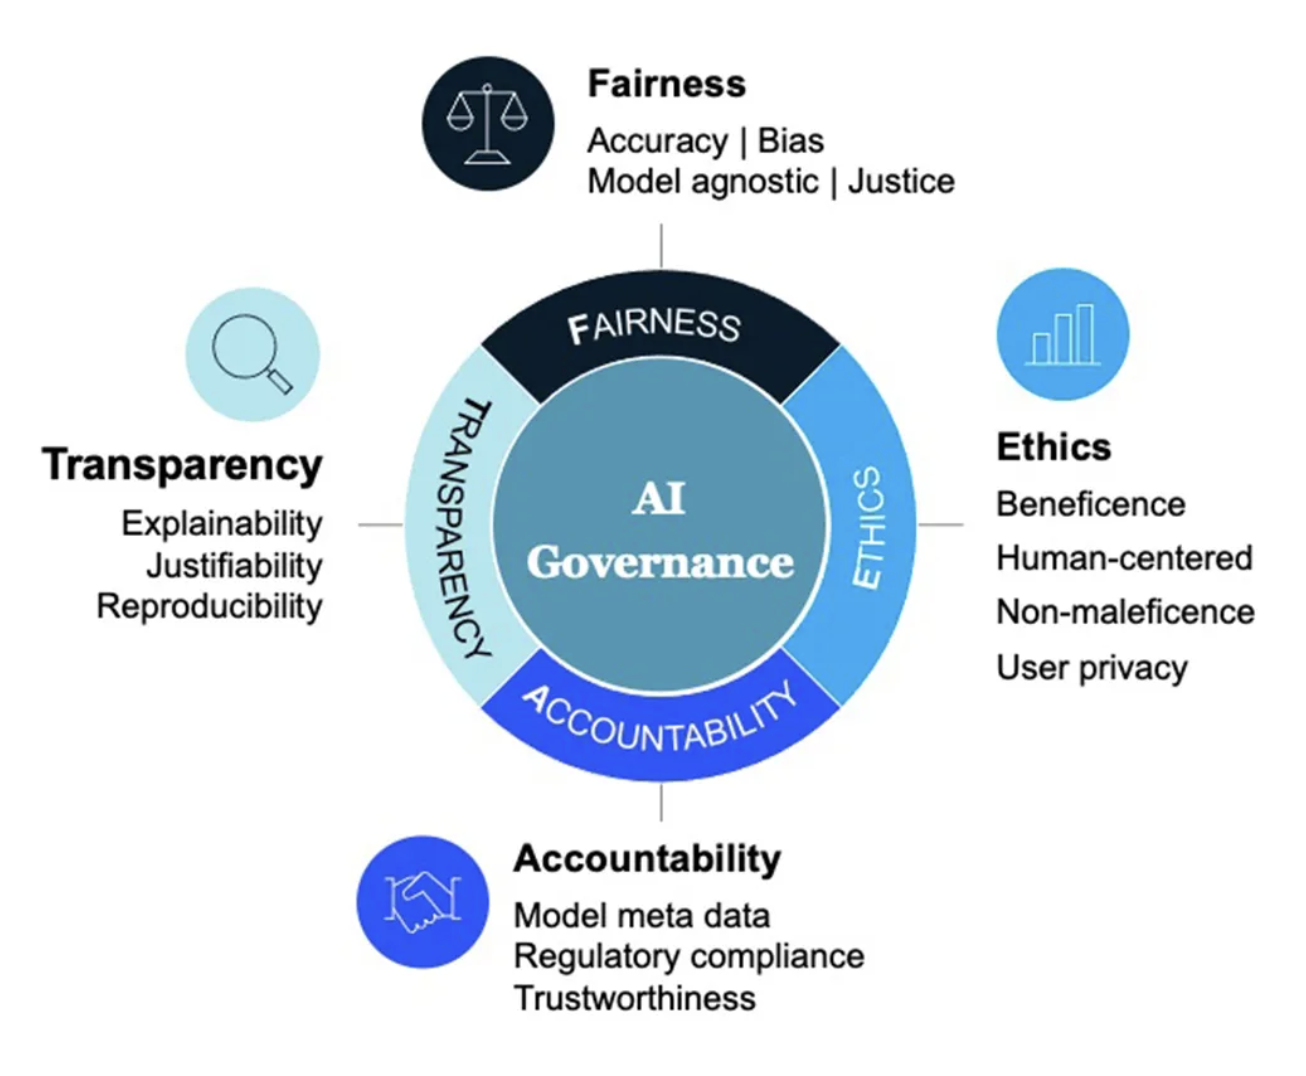 Fairness
Accuracy | Bias
Model agnostic | Justice
FAIRNESS
Transparency
Explainability
Justifiability
Reproducibility
TRANSPARENCY
AI
Governance
ETHICS
Ethics
Beneficence
Human-centered
Non-maleficence
User privacy
ACCOUNTABILITY
Accountability
Model meta data
Regulatory compliance
Trustworthiness